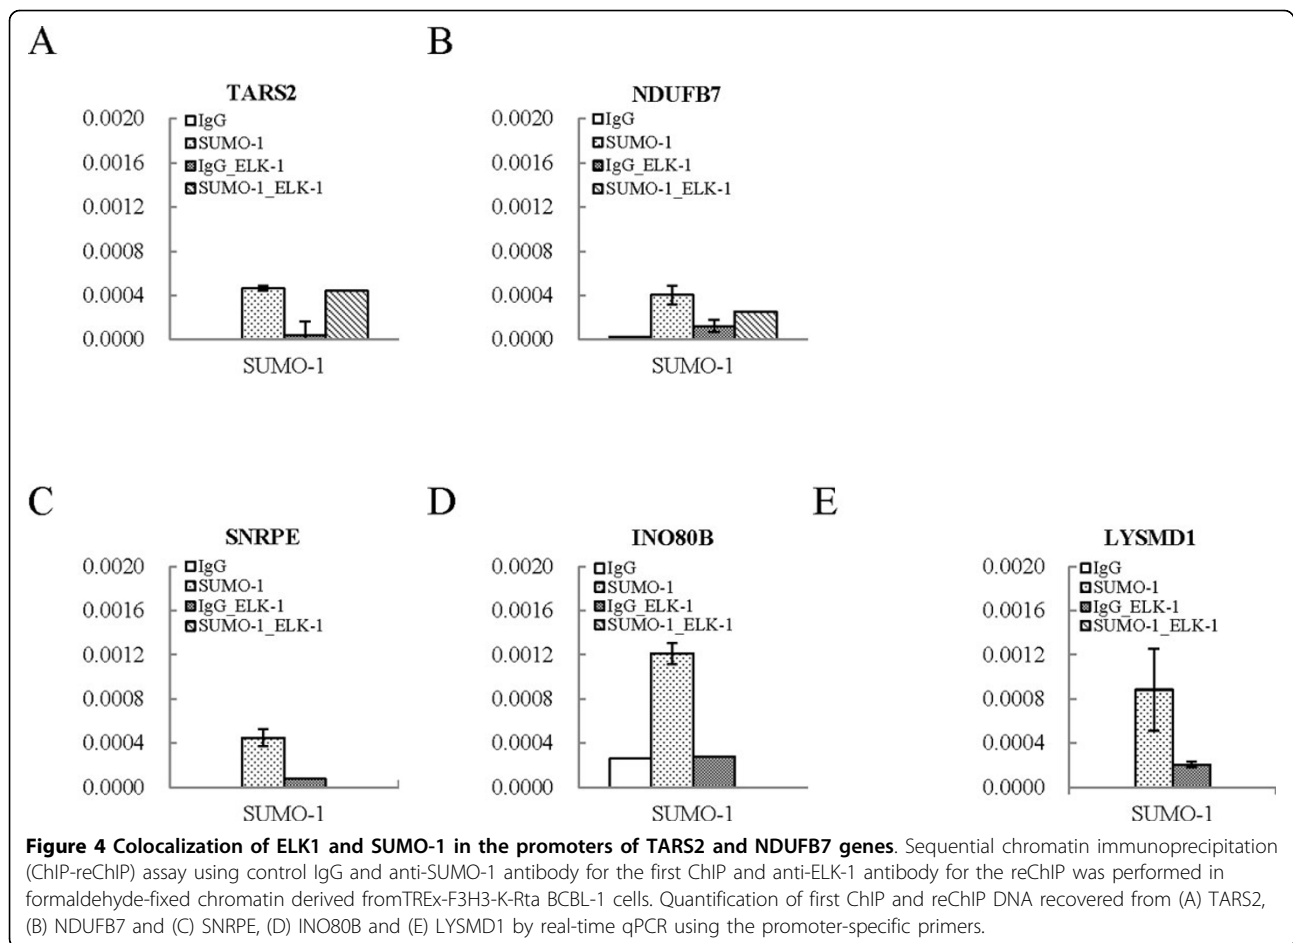 A
B
TARS2
0.0020
0.0016
0.0012
0.0008
0.0004
0.0000
IgG
SUMO-1
IgG_ELK-1
SUMO-1_ELK-1
SUMO-1
NDUFB7
0.0020
0.0016
0.0012
0.0008
0.0004
0.0000
IgG
SUMO-1
IgG_ELK-1
SUMO-1_ELK-1
SUMO-1
C
D
E
SNRPE
0.0020
0.0016
0.0012
0.0008
0.0004
0.0000
IgG
SUMO-1
IgG_ELK-1
SUMO-1_ELK-1
SUMO-1
INO80B
0.0020
0.0016
0.0012
0.0008
0.0004
0.0000
IgG
SUMO-1
IgG_ELK-1
SUMO-1_ELK-1
SUMO-1
LYSMD1
0.0020
0.0016
0.0012
0.0008
0.0004
0.0000
IgG
SUMO-1
IgG_ELK-1
SUMO-1_ELK-1
SUMO-1
Figure 4 Colocalization of ELK1 and SUMO-1 in the promoters of TARS2 and NDUFB7 genes. Sequential chromatin immunoprecipitation
(ChIP-reChIP) assay using control IgG and anti-SUMO-1 antibody for the first ChIP and anti-ELK-1 antibody for the reChIP was performed in
formaldehyde-fixed chromatin derived fromTREx-F3H3-K-Rta BCBL-1 cells. Quantification of first ChIP and reChIP DNA recovered from (A) TARS2,
(B) NDUFB7 and (C) SNRPE, (D) INO80B and (E) LYSMD1 by real-time qPCR using the promoter-specific primers.